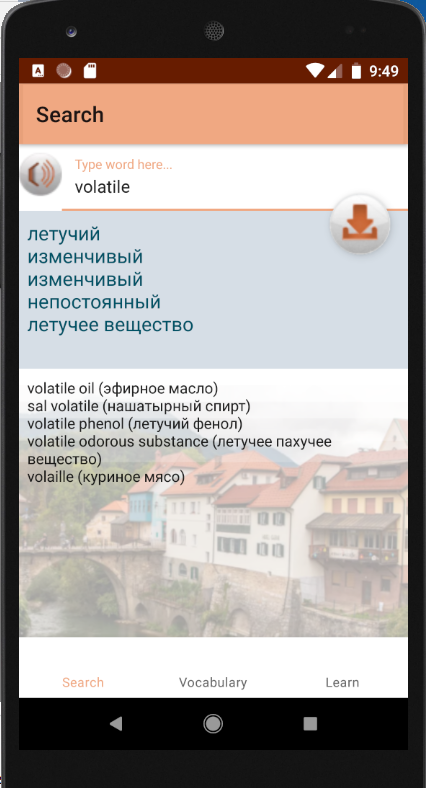 9:49
Search
Type word here...
volatile
летучий
изменчивый
изменчивый
непостоянный
летучее вещество
volatile oil (эфирное масло)
sal volatile (нашатырный спирт)
volatile phenol (летучий фенол)
volatile odorous substance (летучее пахучее
вещество)
volaille (куриное мясо)
Search Vocabulary Learn